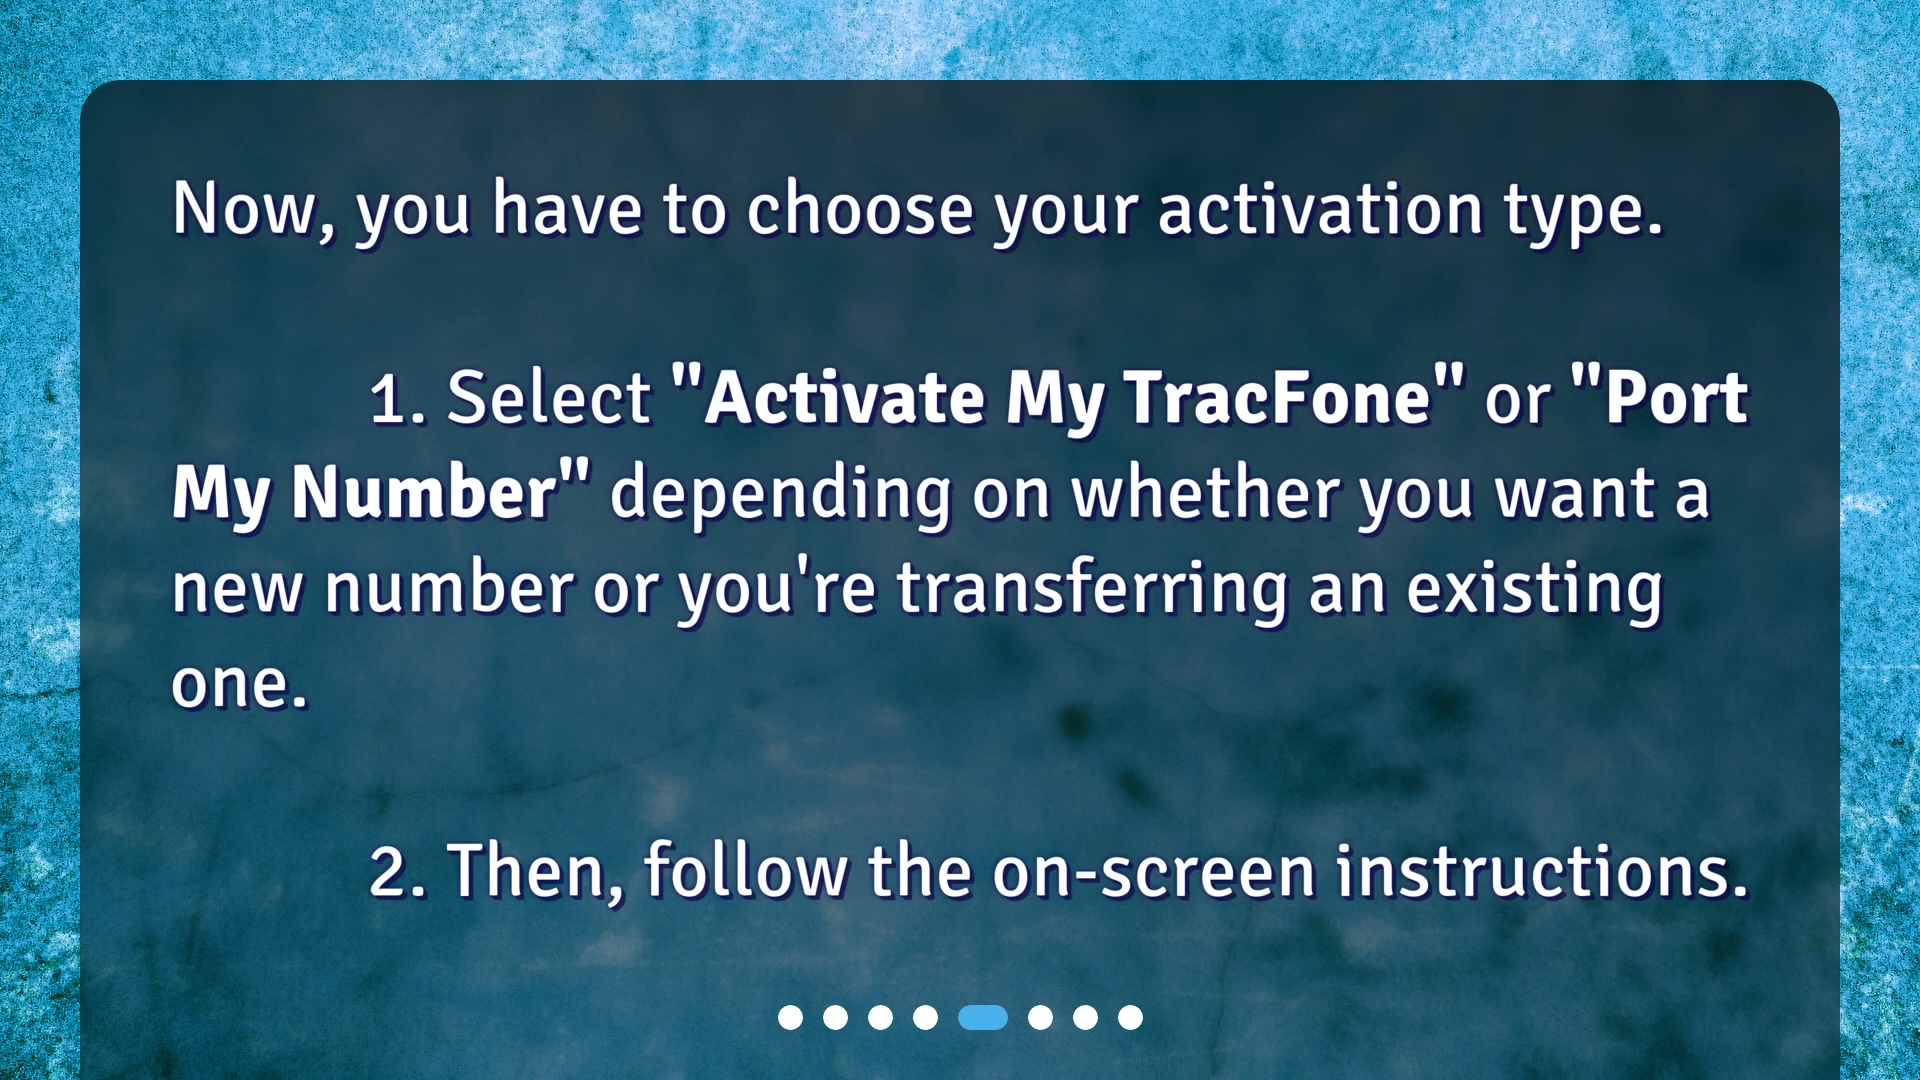 Now, you have to choose your activation type.
1. Select "Activate My TracFone" or "Port
My Number" depending on whether you want a
new number or you're transferring an existing
one.
2. Then, follow the on-screen instructions.